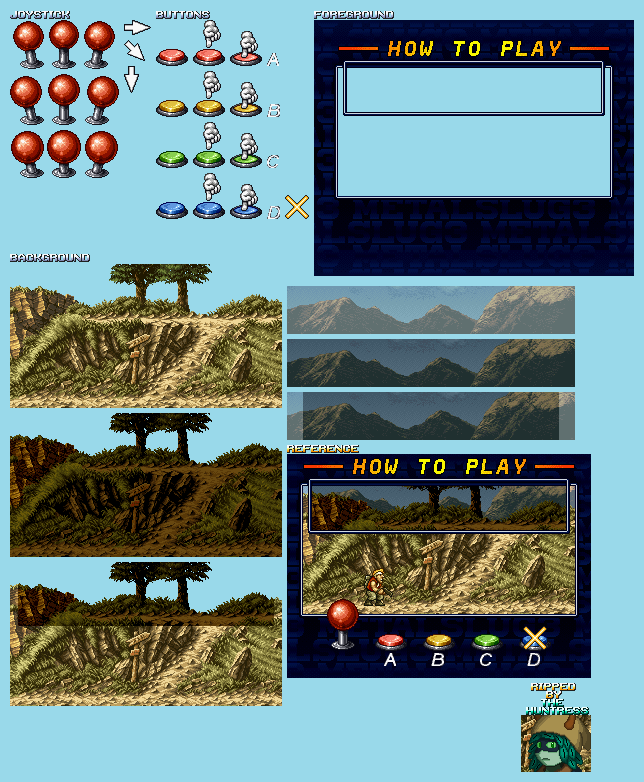 JOYSTICK
BUTTONS
FOREGROUND
HOW TO PLAY
A
B
C
D
BACKGROUND
REFERENCE
HOW TO PLAY
A B C D
RIPPED
BY
THE
HUNTRESS